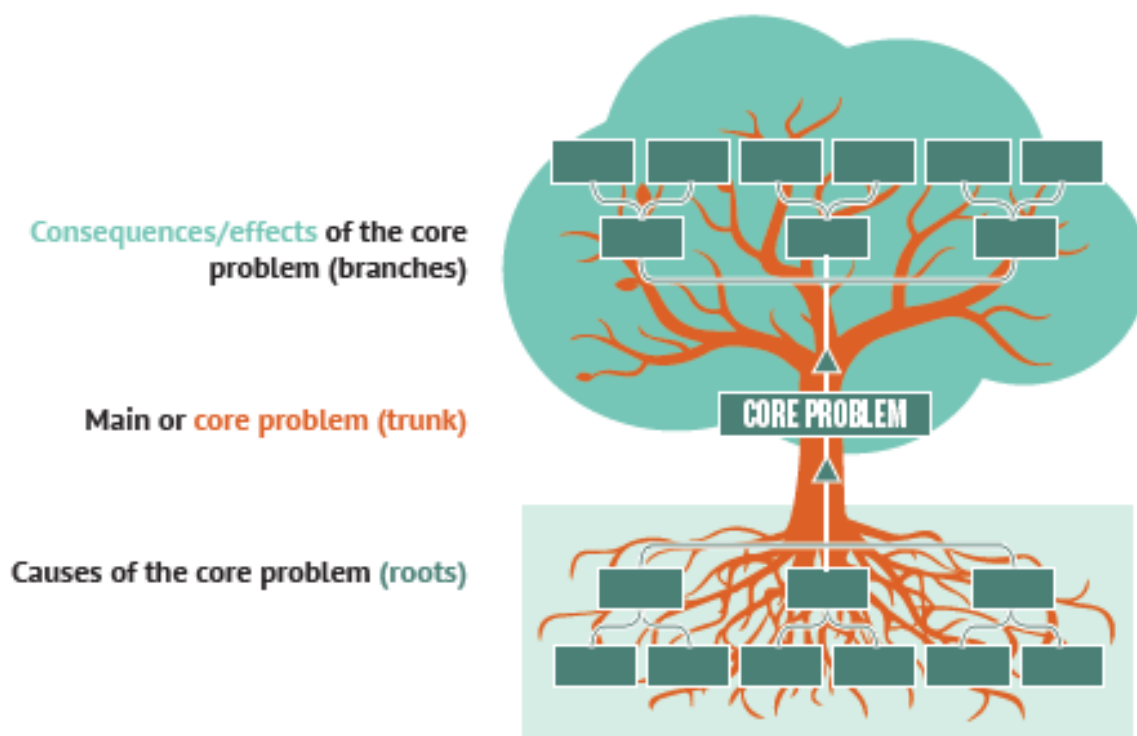 Consequences/effects of the core
problem (branches)
Main or core problem (trunk)
CORE PROBLEM
Causes of the core problem (roots)